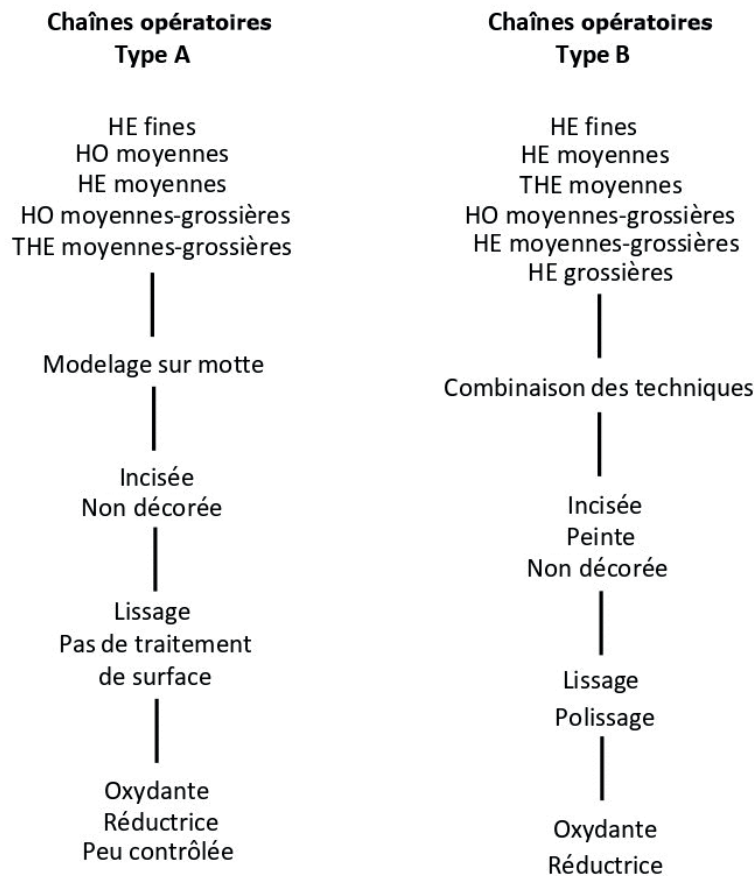 Chaînes opératoires
Type A
HE fines
HO moyennes
HE moyennes
HO moyennes-grossières
THE moyennes-grossières
Modelage sur motte
Incisée
Non décorée
Lissage
Pas de traitement
de surface
Oxydante
Réductrice
Peu contrôlée
Chaînes opératoires
Type B
HE fines
HE moyennes
THE moyennes
HO moyennes-grossières
HE moyennes-grossières
HE grossières
Combinaison des techniques
Incisée
Peinte
Non décorée
Lissage
Polissage
Oxydante
Réductrice